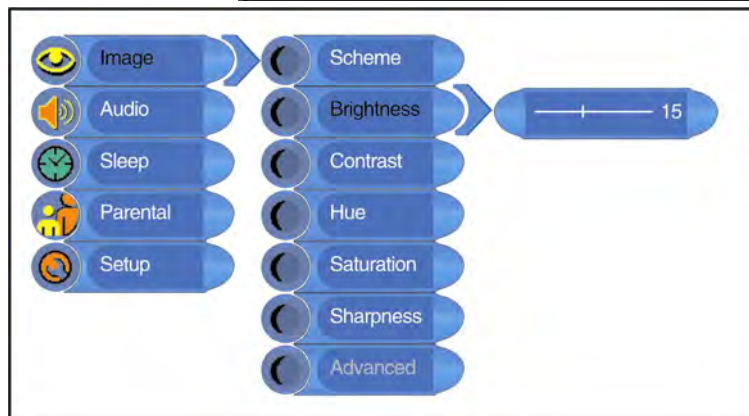 Image
Audio
Sleep
Parental
Setup
Scheme
Brightness
Contrast
Hue
Saturation
Sharpness
Advanced
15